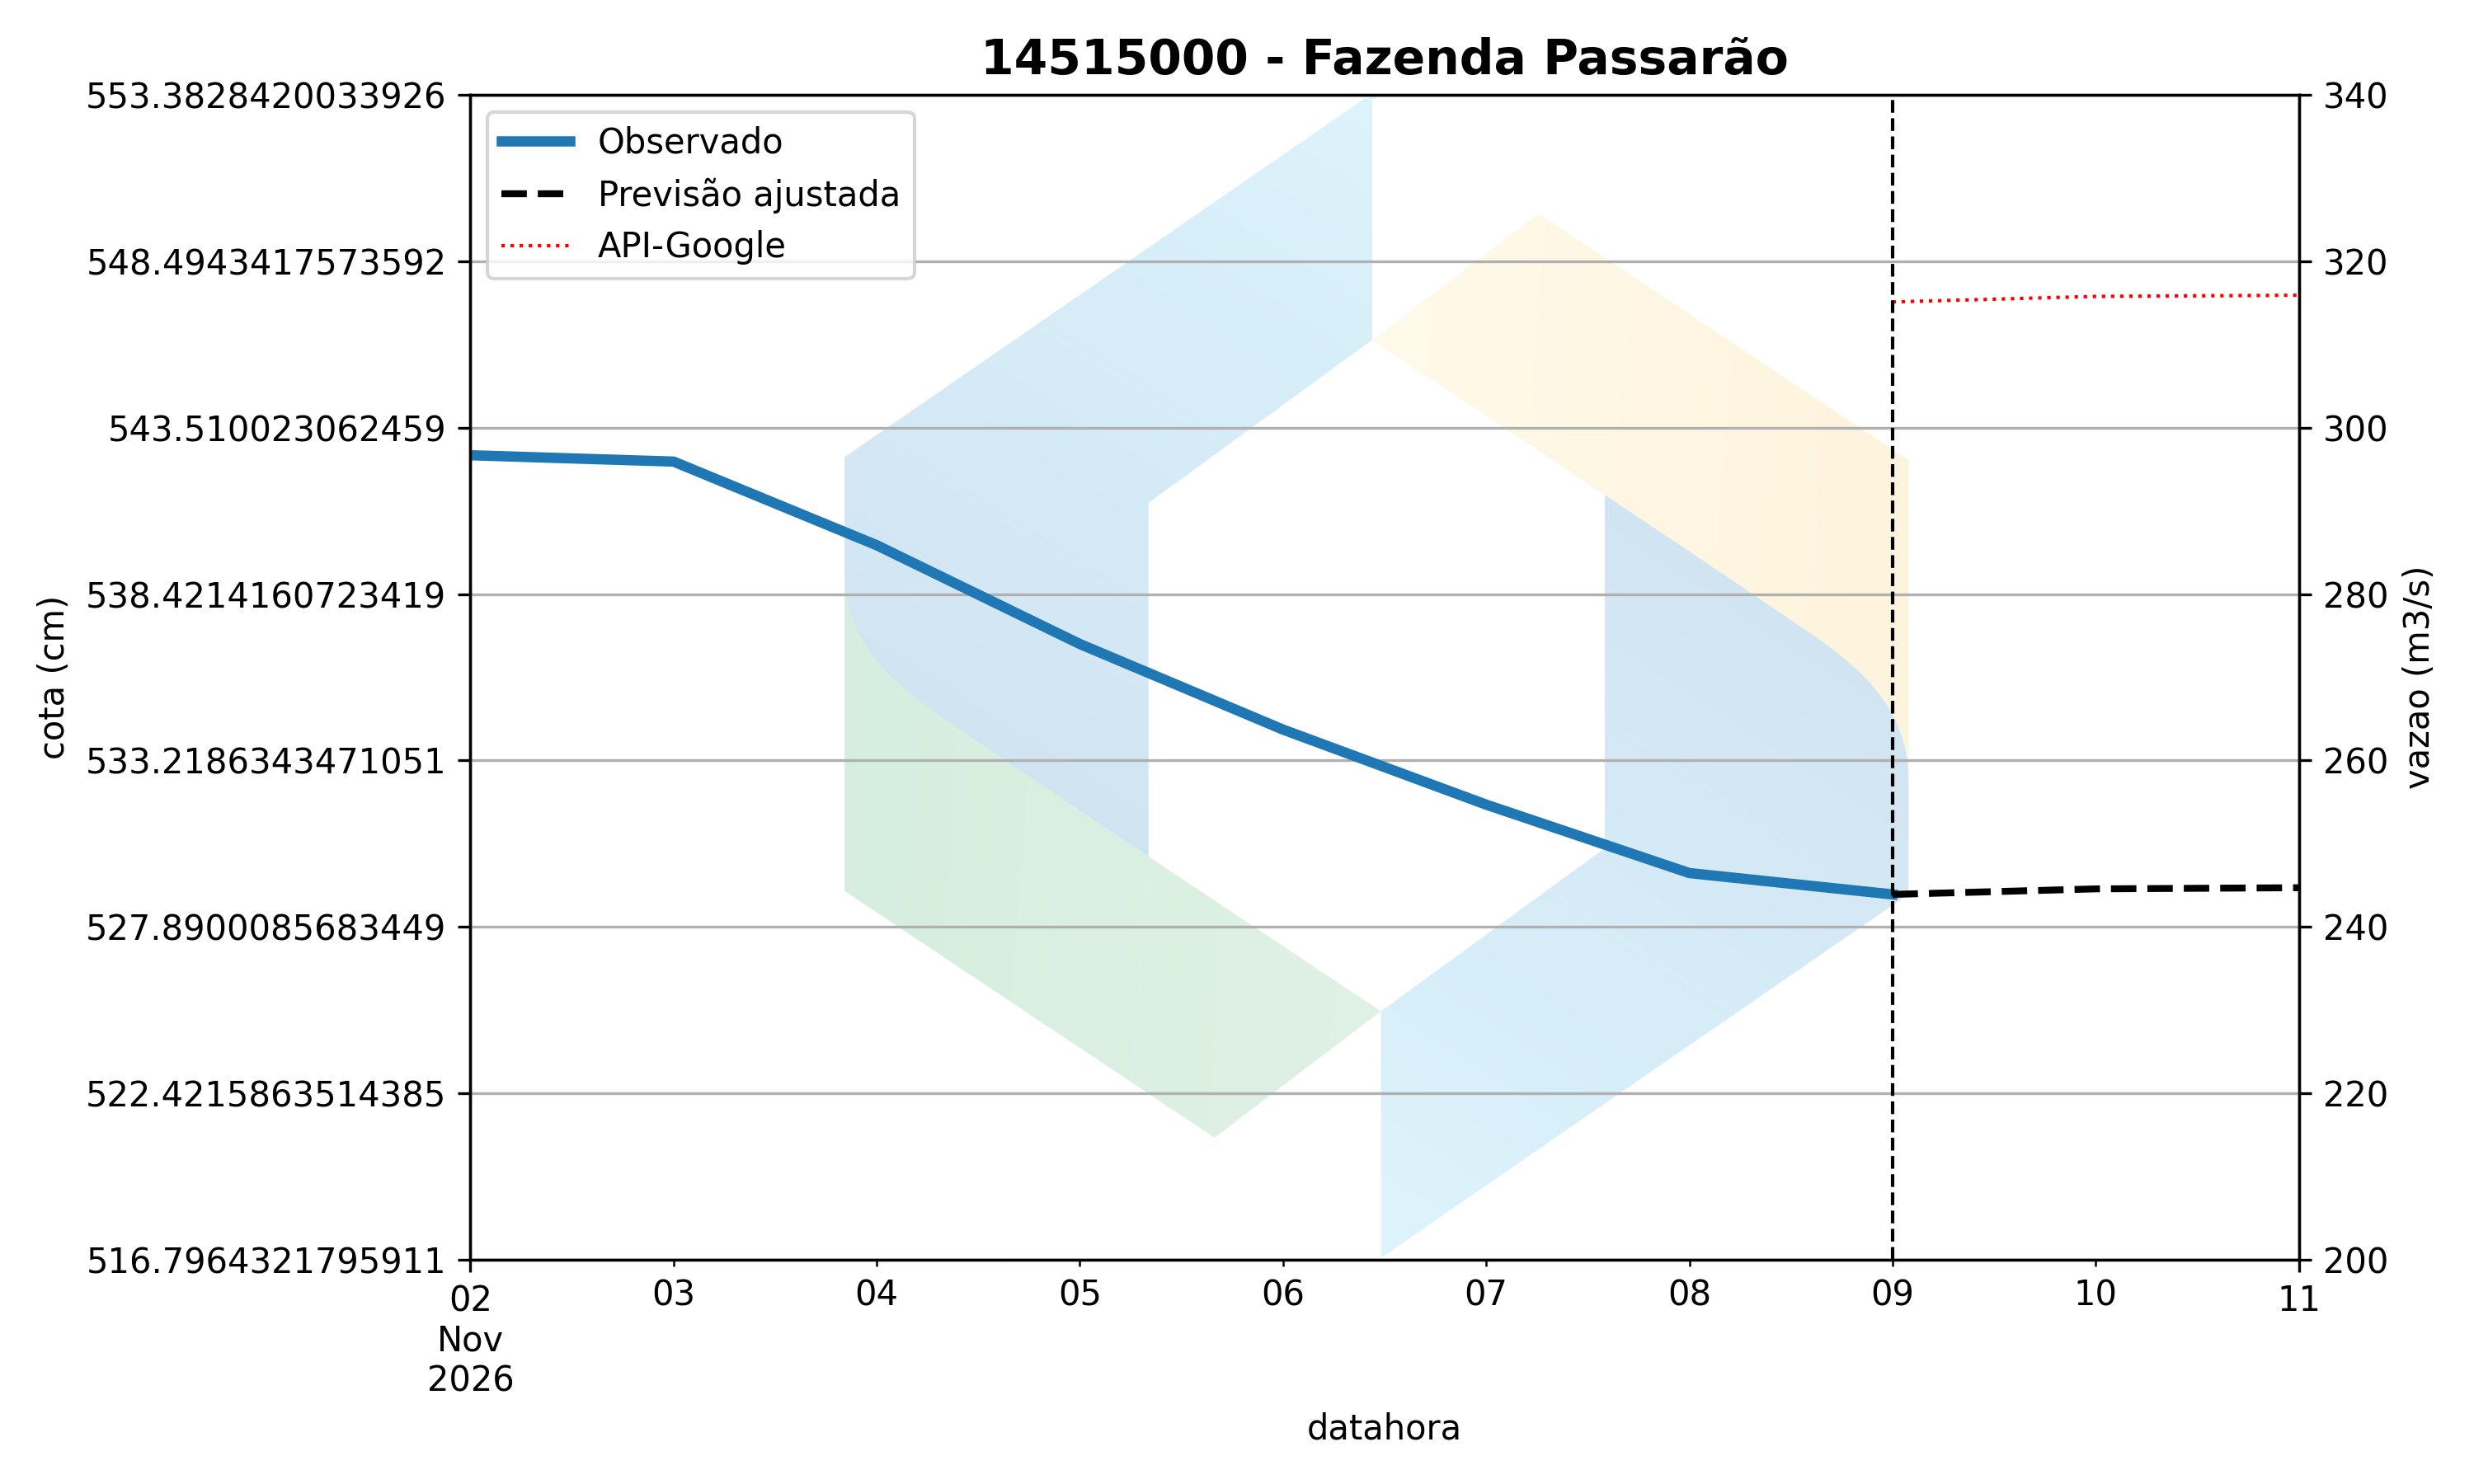 14515000 - Fazenda Passarão
553.3828420033926
548.4943417573592
543.510023062459
538.4214160723419
533.2186343471051
527.8900085683449
522.4215863514385
516.7964321795911
cota (cm)
Observado
Previsão ajustada
API-Google
340
320
300
280
260
240
220
200
vazao (m3/s)
02 03 04 05 06 07 08 09 10 11
Nov
2026
datahora